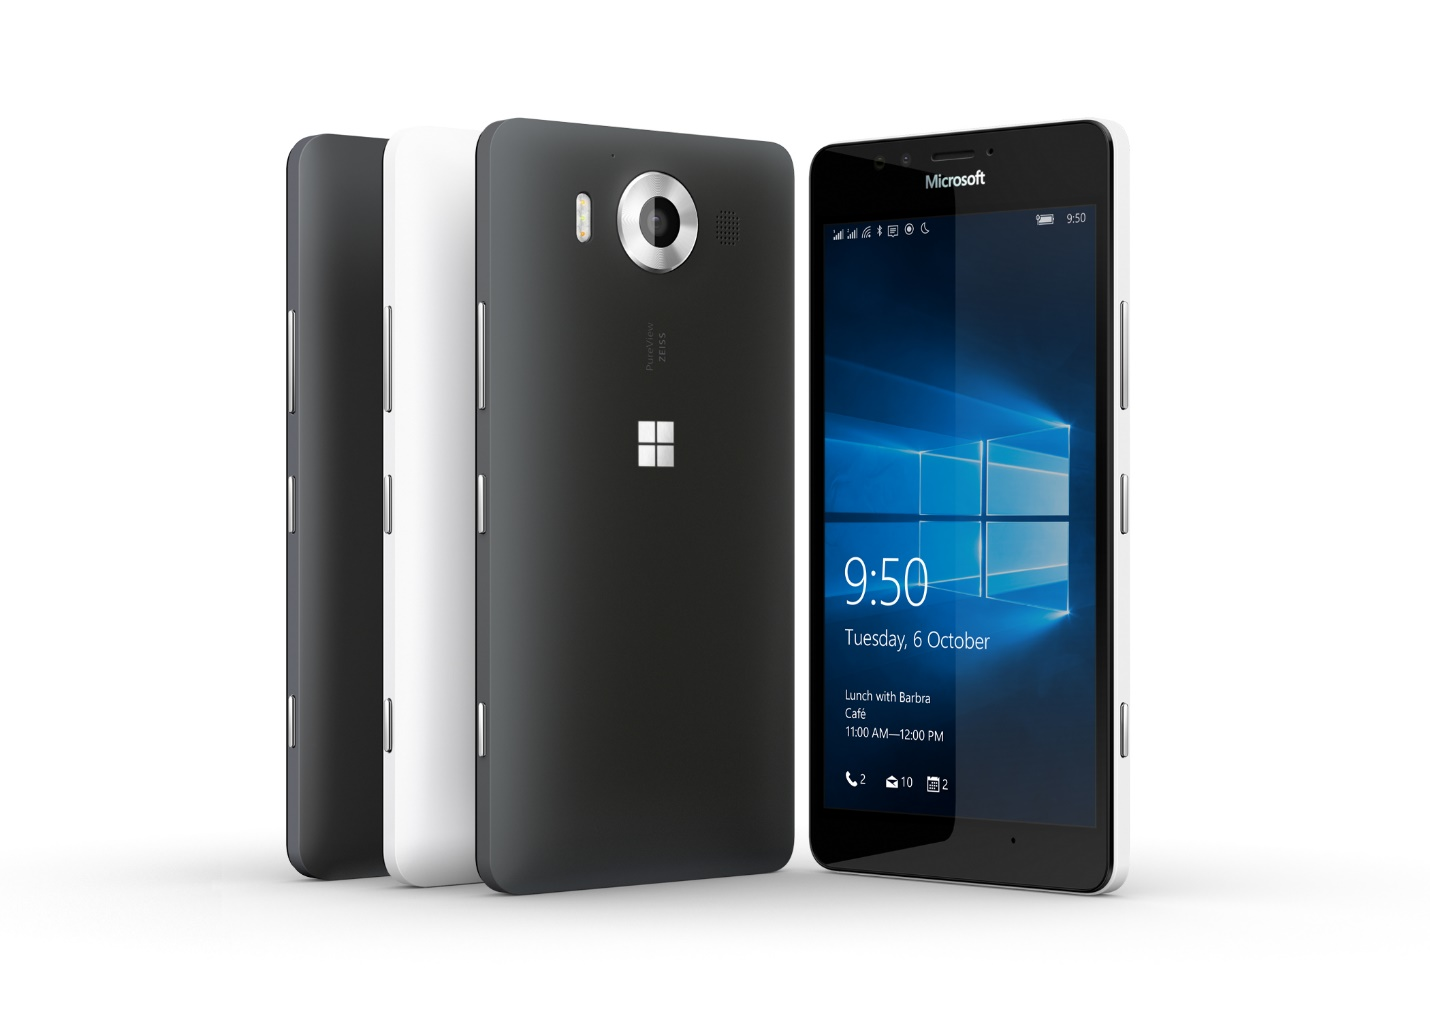 PureView
ZEISS
Microsoft
9:50
9:50
Tuesday, 6 October
Lunch with Barbra
Café
11:00 AM—12:00 PM
2 10 2